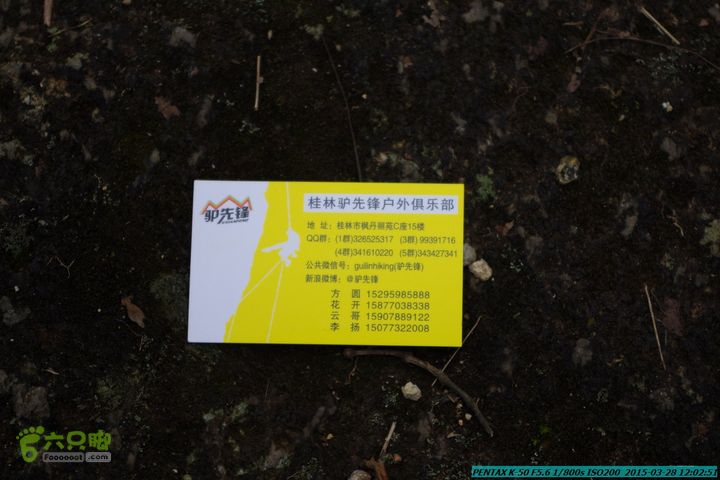 驴先锋
桂林驴先锋户外俱乐部
地 址：桂林市枫丹丽苑C座15楼
QQ群：(1群)326525317 (3群) 99391716
(4群)341610220 (5群)343427341
公共微信号：guilinhiking(驴先锋)
新浪微博：@驴先锋
方 圆 15295985888
花 开 15877038338
云 哥 15907889122
李 扬 15077322008
六只脚
Foooooot.com
PENTAX K-50 F5.6 1/800s ISO200 2015-03-28 12:02:51